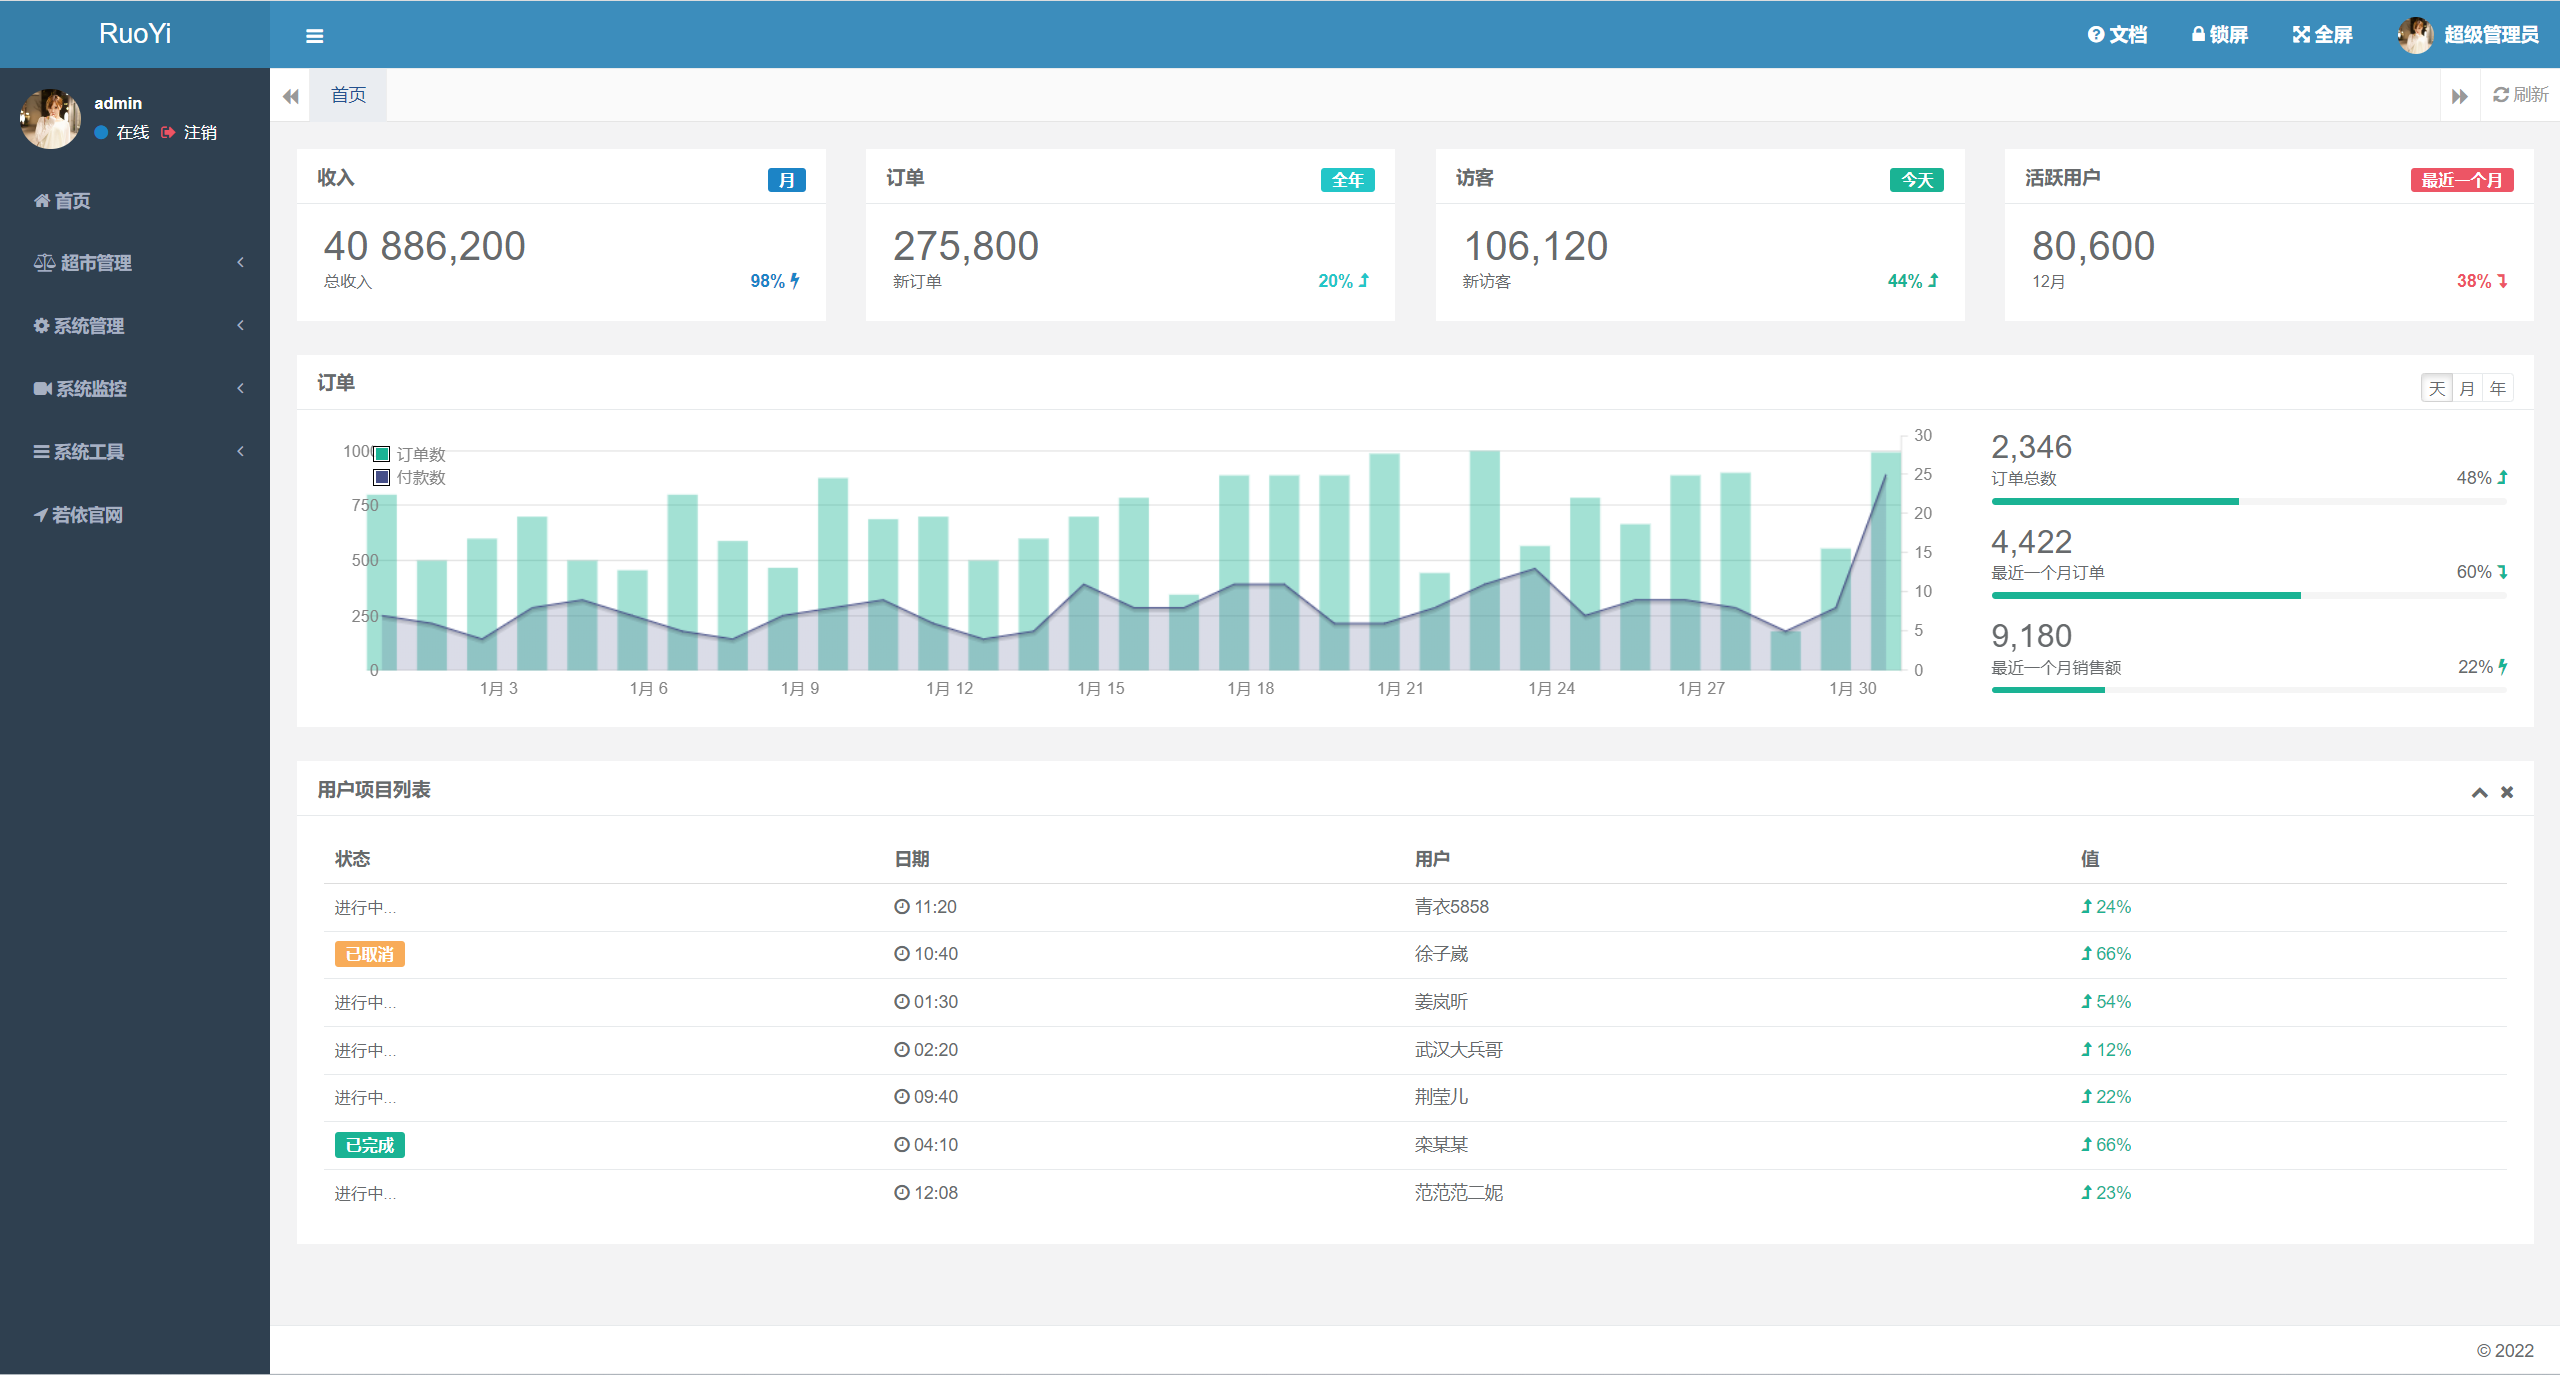 RuoYi
文档 锁屏 全屏 超级管理员
admin
在线 注销
首页
超市管理
系统管理
系统监控
系统工具
若依官网
首页
刷新
收入 月
40 886,200
总收入 98%
订单 全年
275,800
新订单 20%
访客 今天
106,120
新访客 44%
活跃用户 最近一个月
80,600
12月 38%
订单 天 月 年
订单数
付款数
1000
750
500
250
0
30
25
20
15
10
5
0
1月 3 1月 6 1月 9 1月 12 1月 15 1月 18 1月 21 1月 24 1月 27 1月 30
2,346
订单总数 48%
4,422
最近一个月订单 60%
9,180
最近一个月销售额 22%
用户项目列表
状态 日期 用户 值
进行中... 11:20 青衣5858 24%
已取消 10:40 徐子崴 66%
进行中... 01:30 姜岚昕 54%
进行中... 02:20 武汉大兵哥 12%
进行中... 09:40 荆莹儿 22%
已完成 04:10 栾某某 66%
进行中... 12:08 范范范二妮 23%
© 2022